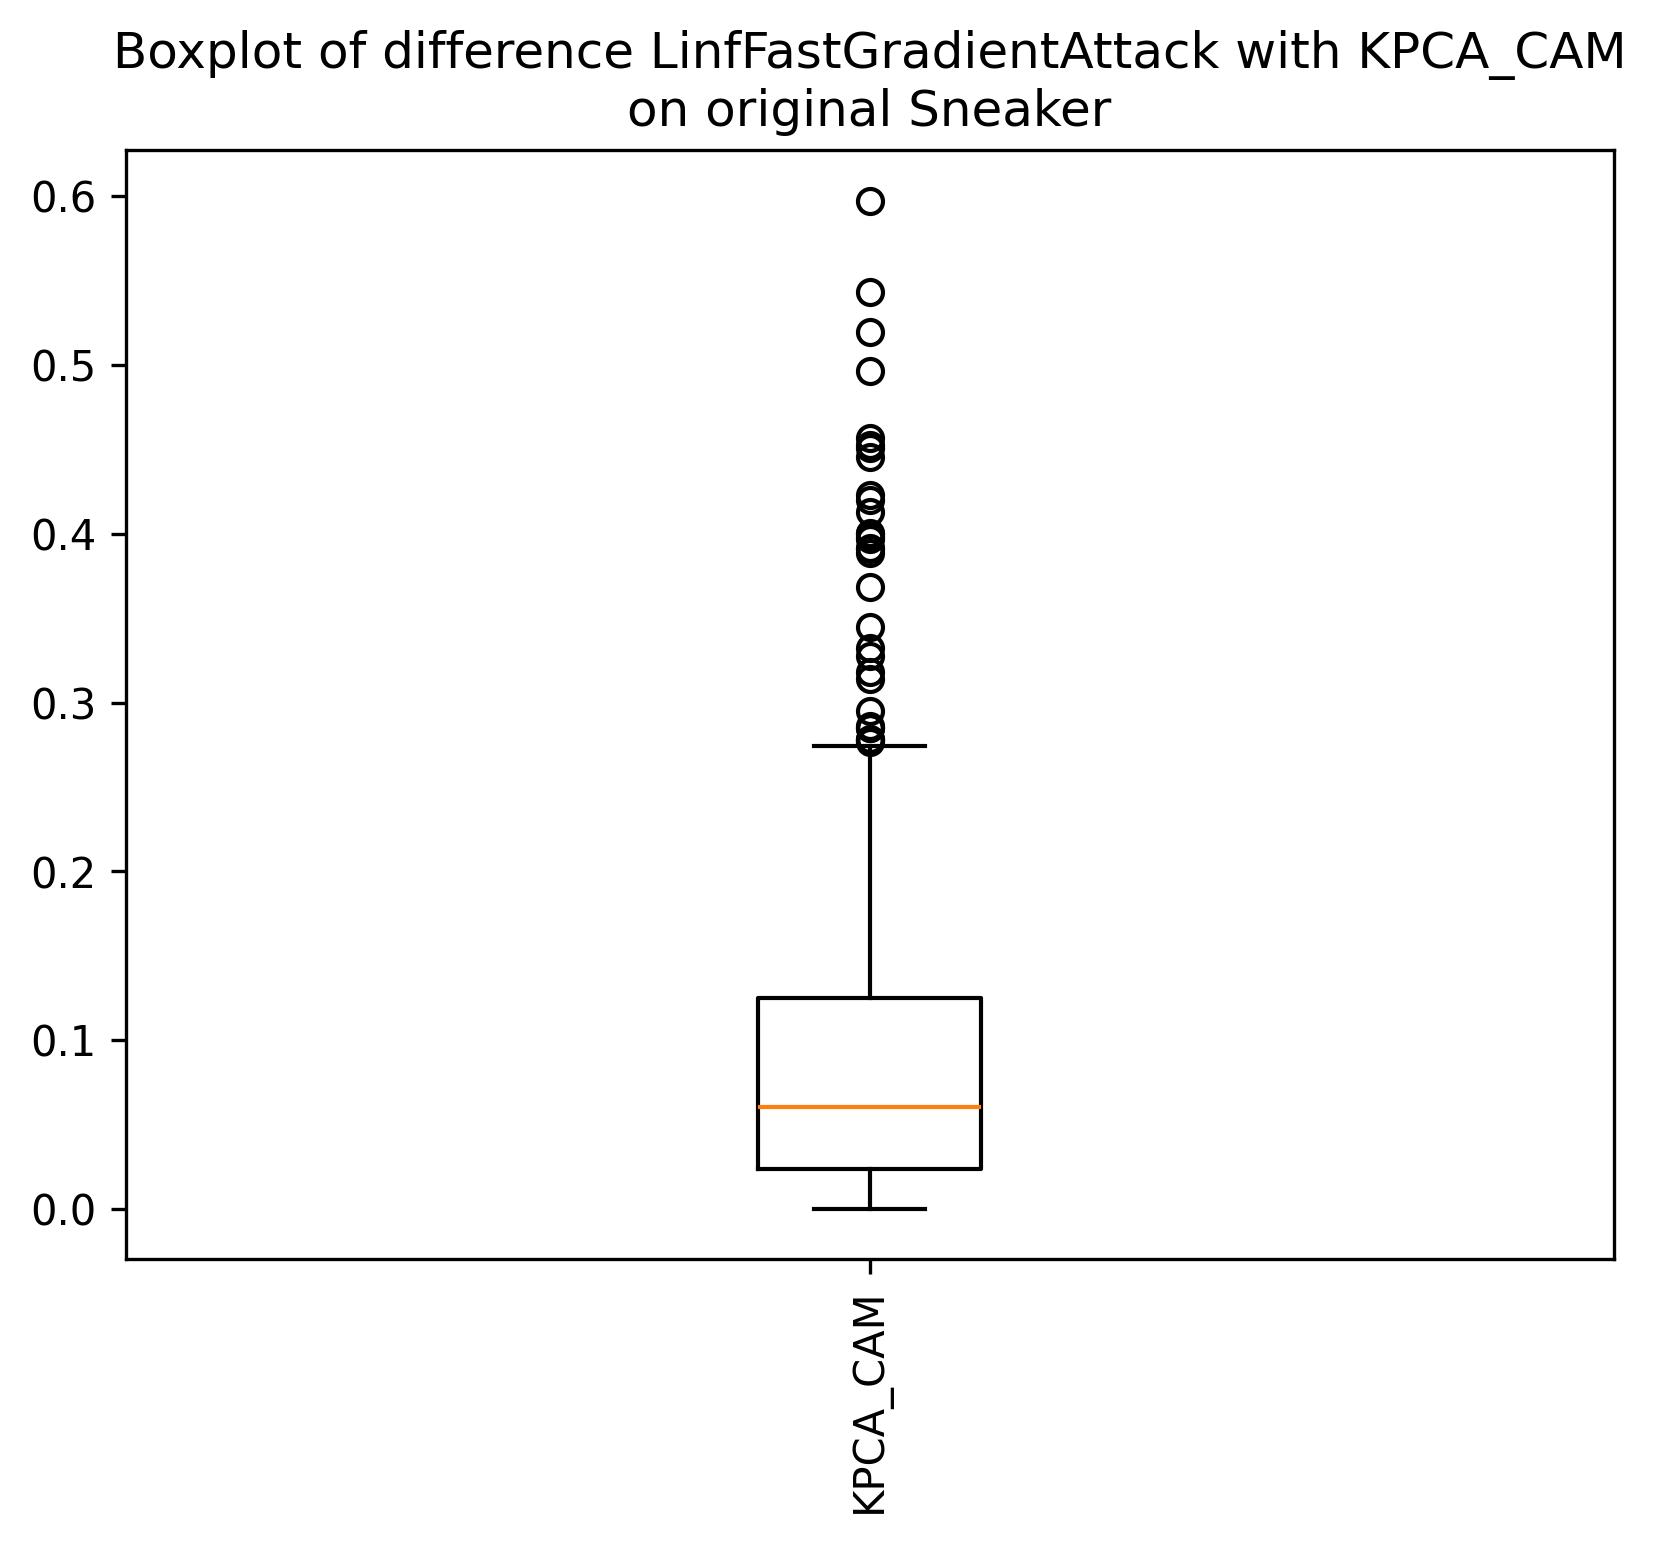 Boxplot of difference LinfFastGradientAttack with KPCA_CAM
on original Sneaker
0.6
0.5
0.4
0.3
0.2
0.1
0.0
KPCA_CAM